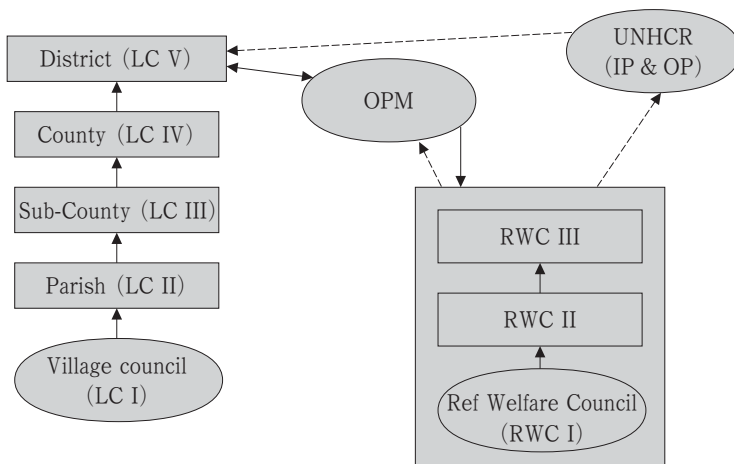 District (LC V)
County (LC IV)
Sub-County (LC III)
Parish (LC II)
Village council
(LC I)
OPM
UNHCR
(IP & OP)
RWC III
RWC II
Ref Welfare Council
(RWC I)